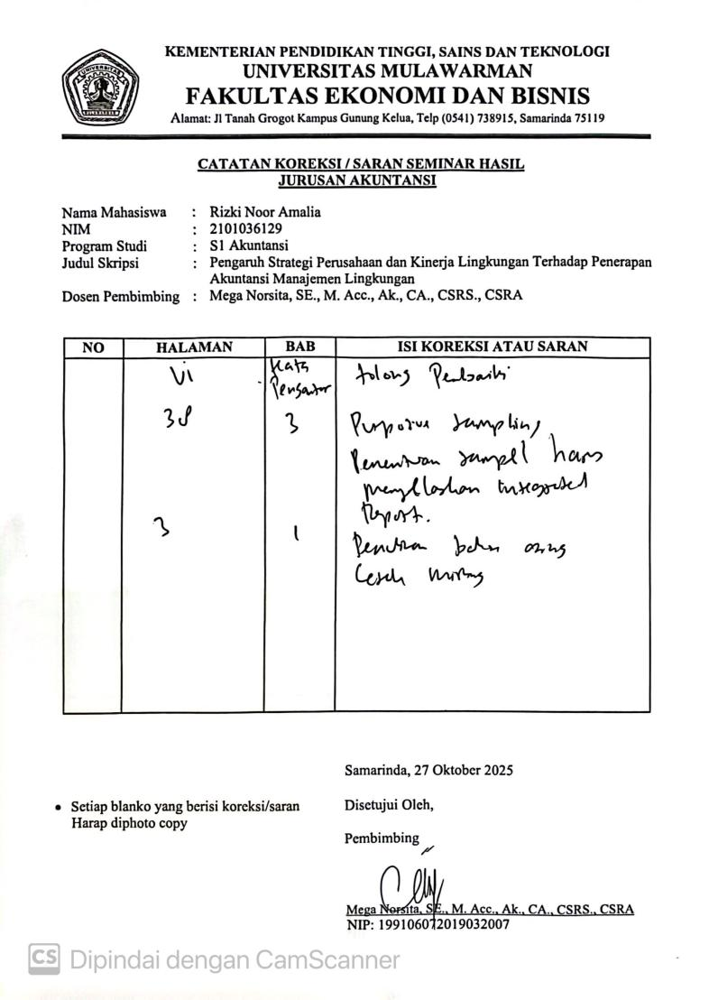 UNIVERSITAS
KEMENTERIAN PENDIDIKAN TINGGI, SAINS DAN TEKNOLOGI
UNIVERSITAS MULAWARMAN
FAKULTAS EKONOMI DAN BISNIS
Alamat: Jl Tanah Grogot Kampus Gunung Kelua, Telp (0541) 738915, Samarinda 75119
CATATAN KOREKSI / SARAN SEMINAR HASIL
JURUSAN AKUNTANSI
Nama Mahasiswa : Rizki Noor Amalia
NIM : 2101036129
Program Studi : S1 Akuntansi
Judul Skripsi : Pengaruh Strategi Perusahaan dan Kinerja Lingkungan Terhadap Penerapan
Akuntansi Manajemen Lingkungan
Dosen Pembimbing : Mega Norsita, SE., M. Acc., Ak., CA., CSRS., CSRA
NO HALAMAN BAB ISI KOREKSI ATAU SARAN
Vi Kata Pengantar tolong Perbaiki
38 3 Purposive sampling
Penentuan sampel harus
Integrated
Report.
3 1 Penulisan bahasa asing
Cetak miring
Samarinda, 27 Oktober 2025
• Setiap blanko yang berisi koreksi/saran
Harap diphoto copy
Disetujui Oleh,
Pembimbing
Mega Norsita, SE., M. Acc., Ak., CA., CSRS., CSRA
NIP: 199106072019032007
CS Dipindai dengan CamScanner